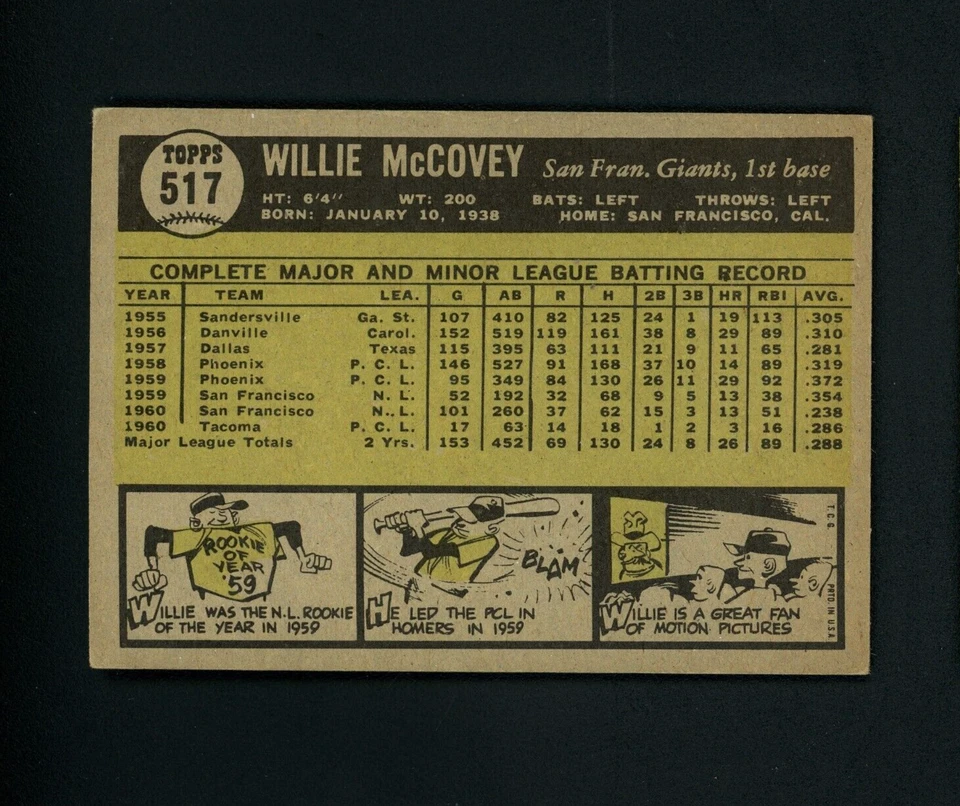 TOPPS
517
WILLIE McCOVEY San Fran. Giants, 1st base
HT: 6'4" WT: 200 BATS: LEFT THROWS: LEFT
BORN: JANUARY 10, 1938 HOME: SAN FRANCISCO, CAL.
COMPLETE MAJOR AND MINOR LEAGUE BATTING RECORD
YEAR TEAM LEA. G AB R H 2B 3B HR RBI AVG.
1955 Sandersville Ga. St. 107 410 82 125 24 1 19 113 .305
1956 Danville Carol. 152 519 119 161 38 8 29 89 .310
1957 Dallas Texas 115 395 63 111 21 9 11 65 .281
1958 Phoenix P. C. L. 146 527 91 168 37 10 14 89 .319
1959 Phoenix P. C. L. 95 349 84 130 26 11 29 92 .372
1959 San Francisco N. L. 52 192 32 68 9 5 13 38 .354
1960 San Francisco N.. L. 101 260 37 62 15 3 13 51 .238
1960 Tacoma P. C. L. 17 63 14 18 1 2 3 16 .286
Major League Totals 2 Yrs. 153 452 69 130 24 8 26 89 .288
ROOKIE
OF
YEAR
'59
WILLIE WAS THE N.L. ROOKIE
OF THE YEAR IN 1959
BLAM
HE LED THE PCL IN
HOMERS IN 1959
WILLIE IS A GREAT FAN
OF MOTION PICTURES
T.C.G. PRTD IN U.S.A.